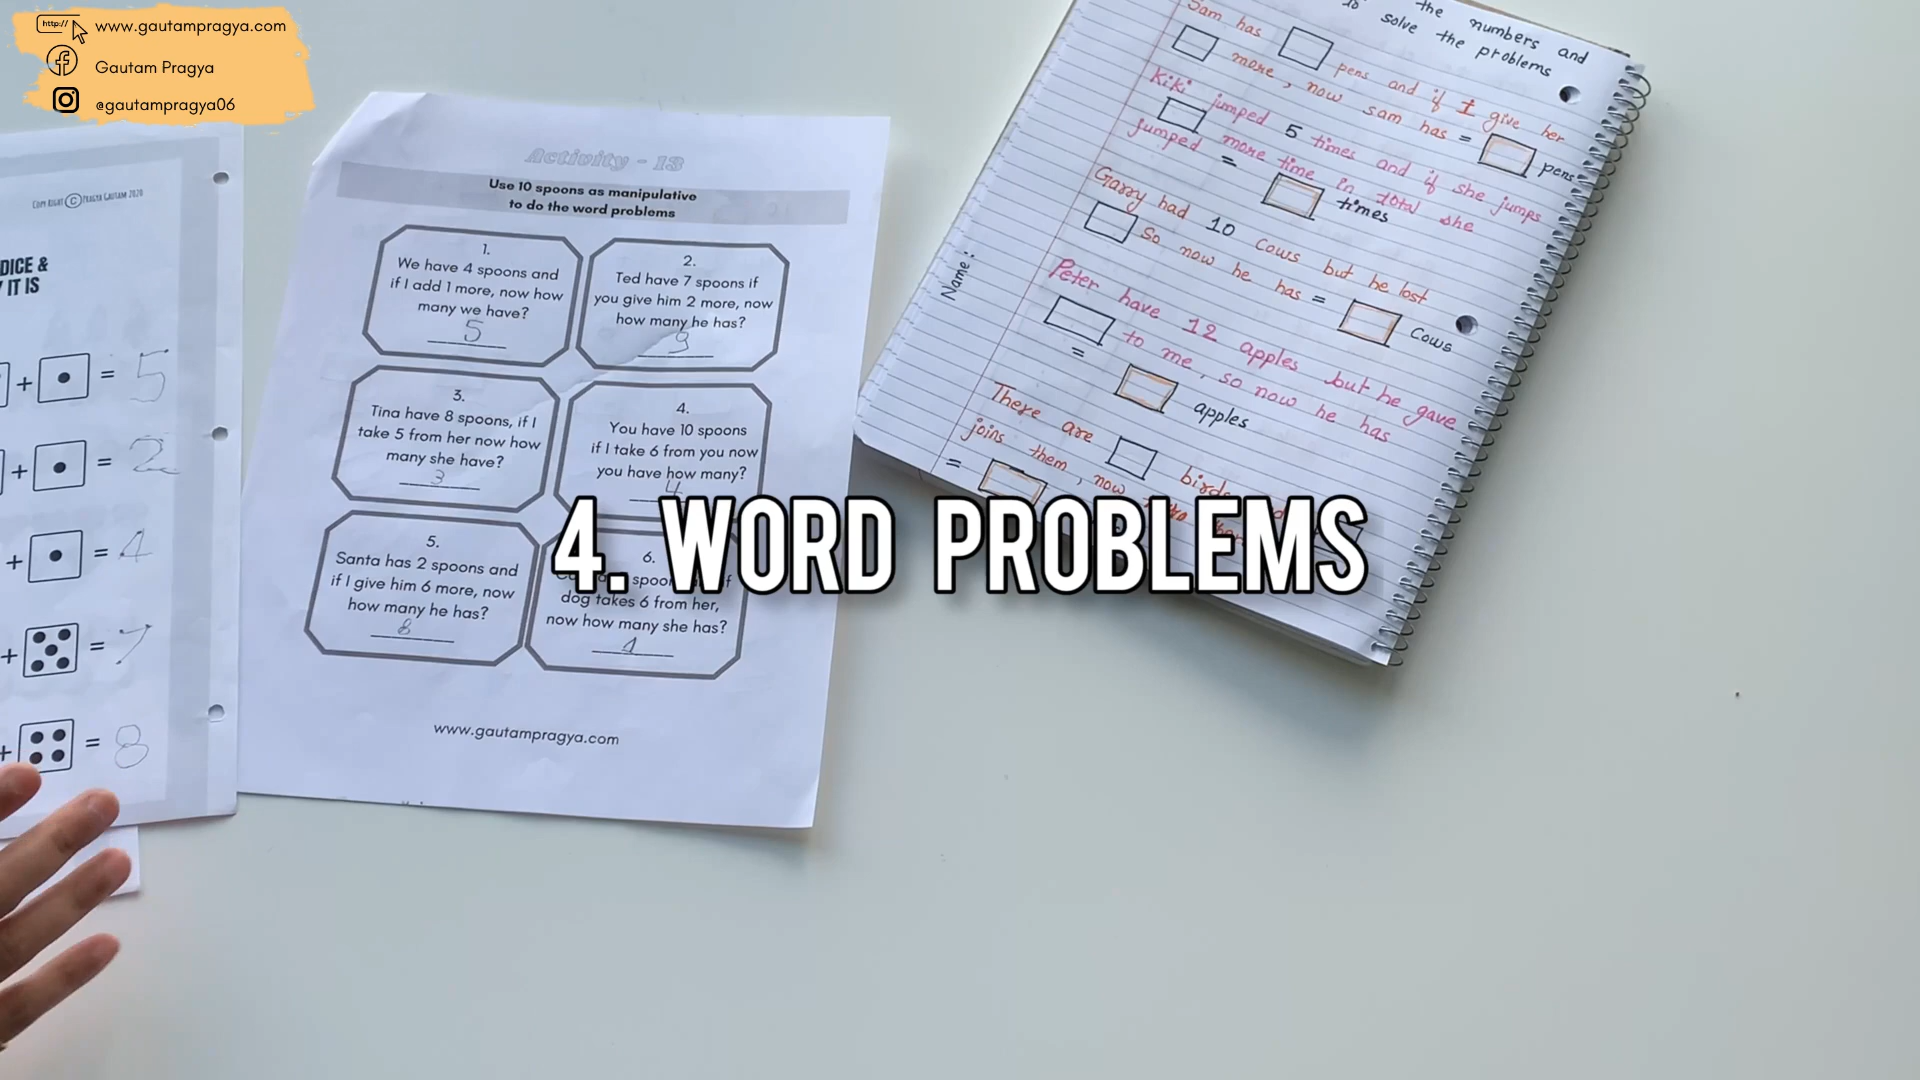 http://
www.gautampragya.com
Gautam Pragya
@gautampragya06
COPY RIGHT © PRAGYA GAUTAM 2020
DICE &
IT IS
+ = 5
+ = 2
+ = 4
+ = 7
+ = 8
Activity - 13
Use 10 spoons as manipulative
to do the word problems
1.
We have 4 spoons and
if I add 1 more, now how
many we have?
5
2.
Ted have 7 spoons if
you give him 2 more, now
how many he has?
9
3.
Tina have 8 spoons, if I
take 5 from her now how
many she have?
3
4.
You have 10 spoons
if I take 6 from you now
you have how many?
4
5.
Santa has 2 spoons and
if I give him 6 more, now
how many he has?
8
6.
dog takes 6 from her,
now how many she has?
www.gautampragya.com
the numbers and
to solve the problems
Sam has pens and if I give her
more, now sam has = pens
Kiki jumped 5 times and if she jumps
more time in total she
jumped = times
Garry had 10 cows but he lost
So now he has = cows
Peter have 12 apples but he gave
to me, so now he has
= apples
There are birds
joins them, now
=
Name:
4. WORD PROBLEMS